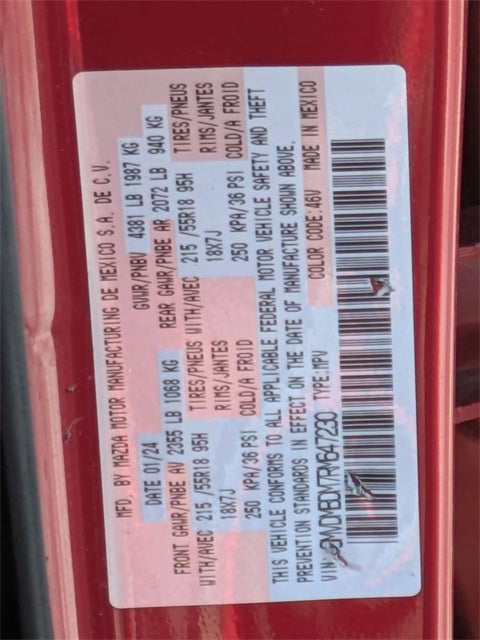 MFD. BY MAZDA MOTOR MANUFACTURING DE MEXICO S.A. DE C.V.
DATE 01/24 GVWR/PNBV 4381 LB 1987 KG
FRONT GAWR/PNBE AV 2355 LB 1068 KG REAR GAWR/PNBE AR 2072 LB 940 KG
WITH/AVEC 215 /55R18 95H TIRES/PNEUS WITH/AVEC 215 /55R18 95H TIRES/PNEUS
18X7J RIMS/JANTES 18X7J RIMS/JANTES
250 KPA/36 PSI COLD/A FROID 250 KPA/36 PSI COLD/A FROID
THIS VEHICLE CONFORMS TO ALL APPLICABLE FEDERAL MOTOR VEHICLE SAFETY AND THEFT
PREVENTION STANDARDS IN EFFECT ON THE DATE OF MANUFACTURE SHOWN ABOVE.
VIN: TYPE:MPV COLOR CODE:46V MADE IN MEXICO